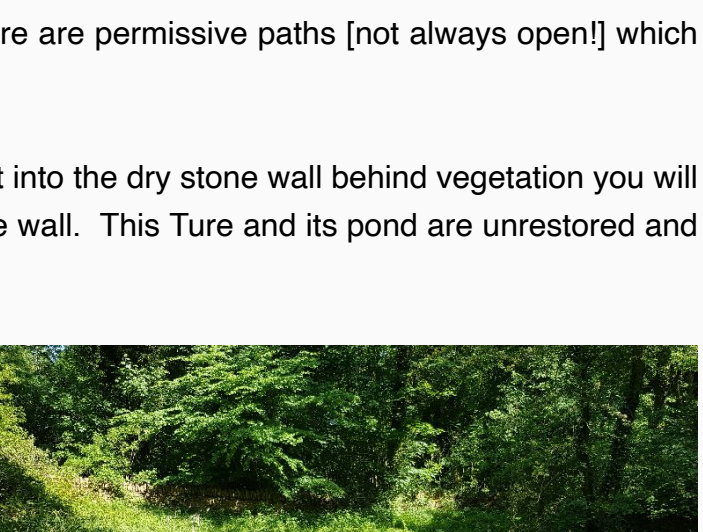 re are permissive paths [not always open!] which
into the dry stone wall behind vegetation you will
wall.  This Ture and its pond are unrestored and